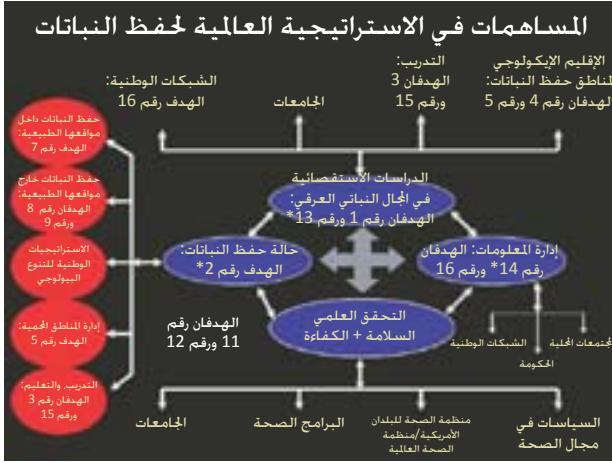 المساهمات في الاستراتيجية العالمية لحفظ النباتات
الإقليم الإيكولوجي
لمناطق حفظ النباتات:
الهدفان رقم 4 ورقم 5
التدريب:
الهدفان 3
ورقم 15
الجامعات
الشبكات الوطنية:
الهدف رقم 16
حفظ النباتات داخل
مواقعها الطبيعية:
الهدف رقم 7
حفظ النباتات خارج
مواقعها الطبيعية:
الهدفان رقم 8
ورقم 9
الاستراتيجيات
الوطنية للتنوع
البيولوجي
إدارة المناطق المحمية:
الهدف رقم 5
التدريب والتعليم:
الهدفان رقم 3
ورقم 15
الدراسات الاستقصائية
في المجال النباتي العرقي:
الهدفان رقم 1 ورقم 13*
إدارة المعلومات: الهدفان
رقم 14* ورقم 16
حالة حفظ النباتات:
الهدف رقم 2*
التحقق العلمي
السلامة + الكفاءة
الهدفان رقم
11 ورقم 12
المجتمعات المحلية
الشبكات الوطنية
الحكومة
السياسات في
مجال الصحة
منظمة الصحة للبلدان
الأمريكية/منظمة
الصحة العالمية
البرامج الصحة
الجامعات